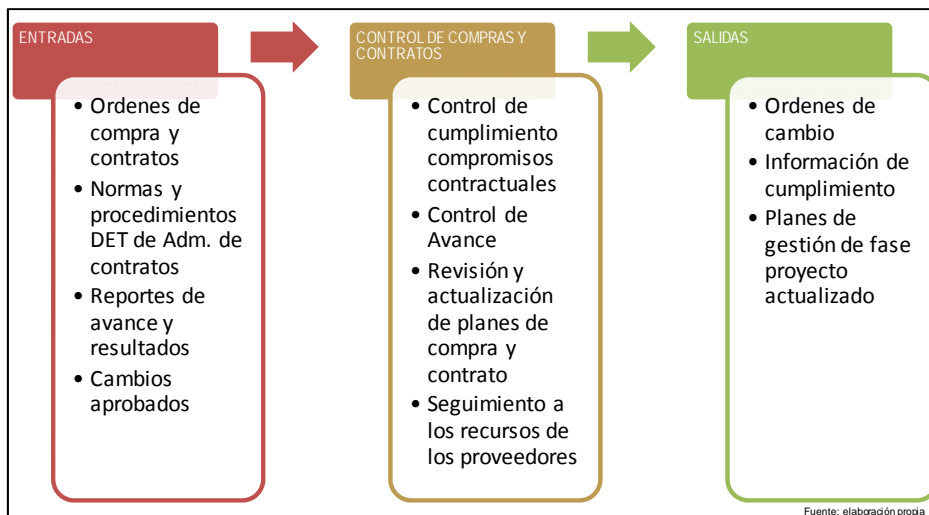 ENTRADAS
• Ordenes de
compra y
contratos
• Normas y
procedimientos
DET de Adm. de
contratos
• Reportes de
avance y
resultados
• Cambios
aprobados
CONTROL DE COMPRAS Y
CONTRATOS
• Control de
cumplimiento
compromisos
contractuales
• Control de
Avance
• Revisión y
actualización
de planes de
compra y
contrato
• Seguimiento a
los recursos de
los proveedores
SALIDAS
• Ordenes de
cambio
• Información de
cumplimiento
• Planes de
gestión de fase
proyecto
actualizado
Fuente: elaboración propia